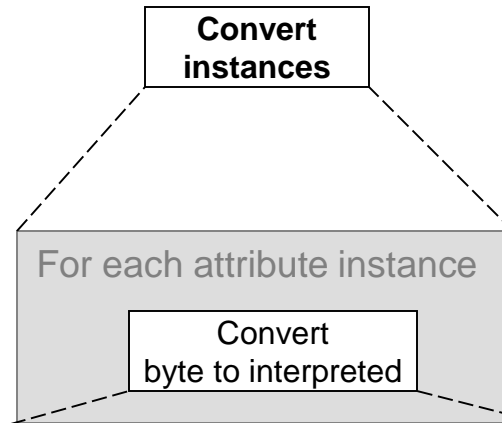 Convert
instances
For each attribute instance
Convert
byte to interpreted